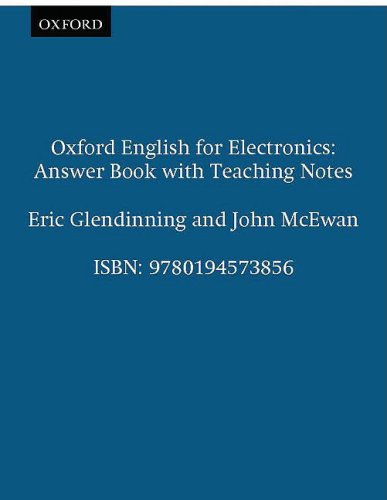 OXFORD
Oxford English for Electronics:
Answer Book with Teaching Notes
Eric Glendinning and John McEwan
ISBN: 9780194573856